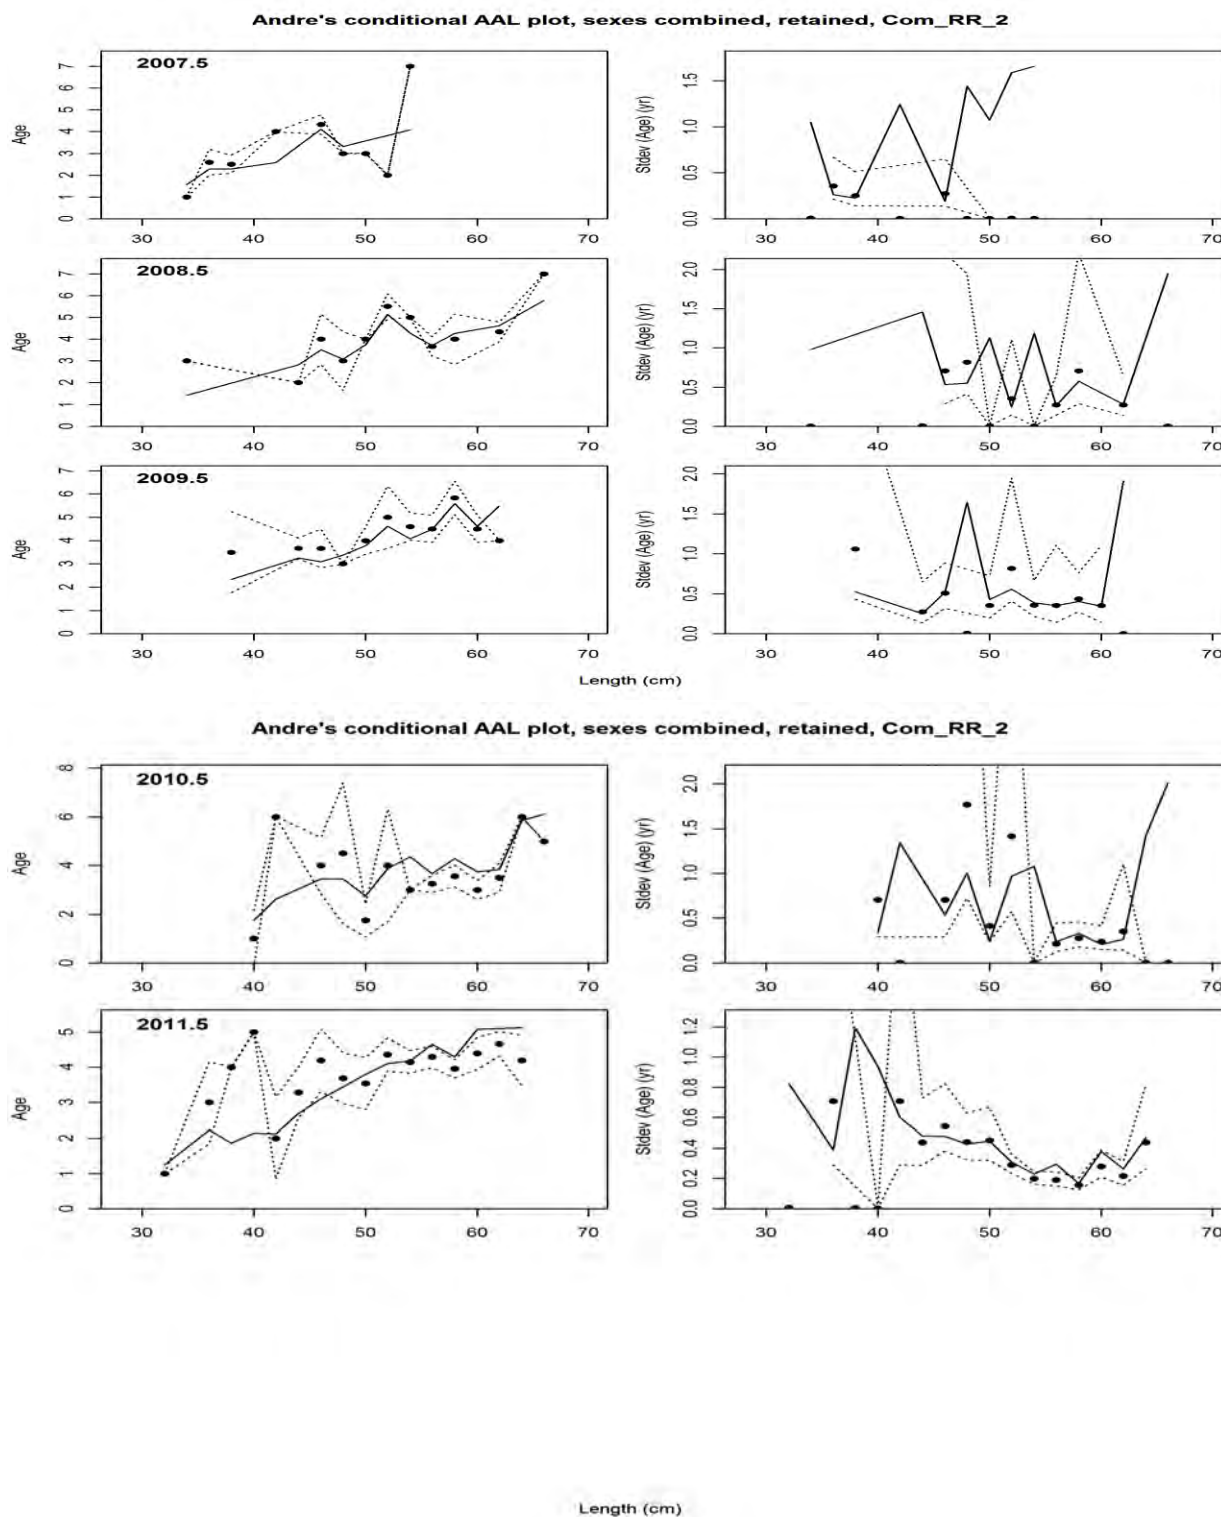 Andre's conditional AAL plot, sexes combined, retained, Com_RR_2
2007.5
Age
0 1 2 3 4 5 6 7
30 40 50 60 70
Stdev (Age) (yr)
0.0 0.5 1.0 1.5
30 40 50 60 70
2008.5
Age
0 1 2 3 4 5 6 7
30 40 50 60 70
Stdev (Age) (yr)
0.0 0.5 1.0 1.5 2.0
30 40 50 60 70
2009.5
Age
0 1 2 3 4 5 6 7
30 40 50 60 70
Stdev (Age) (yr)
0.0 0.5 1.0 1.5 2.0
30 40 50 60 70
Length (cm)
Andre's conditional AAL plot, sexes combined, retained, Com_RR_2
2010.5
Age
0 2 4 6 8
30 40 50 60 70
Stdev (Age) (yr)
0.0 0.5 1.0 1.5 2.0
30 40 50 60 70
2011.5
Age
0 1 2 3 4 5
30 40 50 60 70
Stdev (Age) (yr)
0.0 0.2 0.4 0.6 0.8 1.0 1.2
30 40 50 60 70
Length (cm)